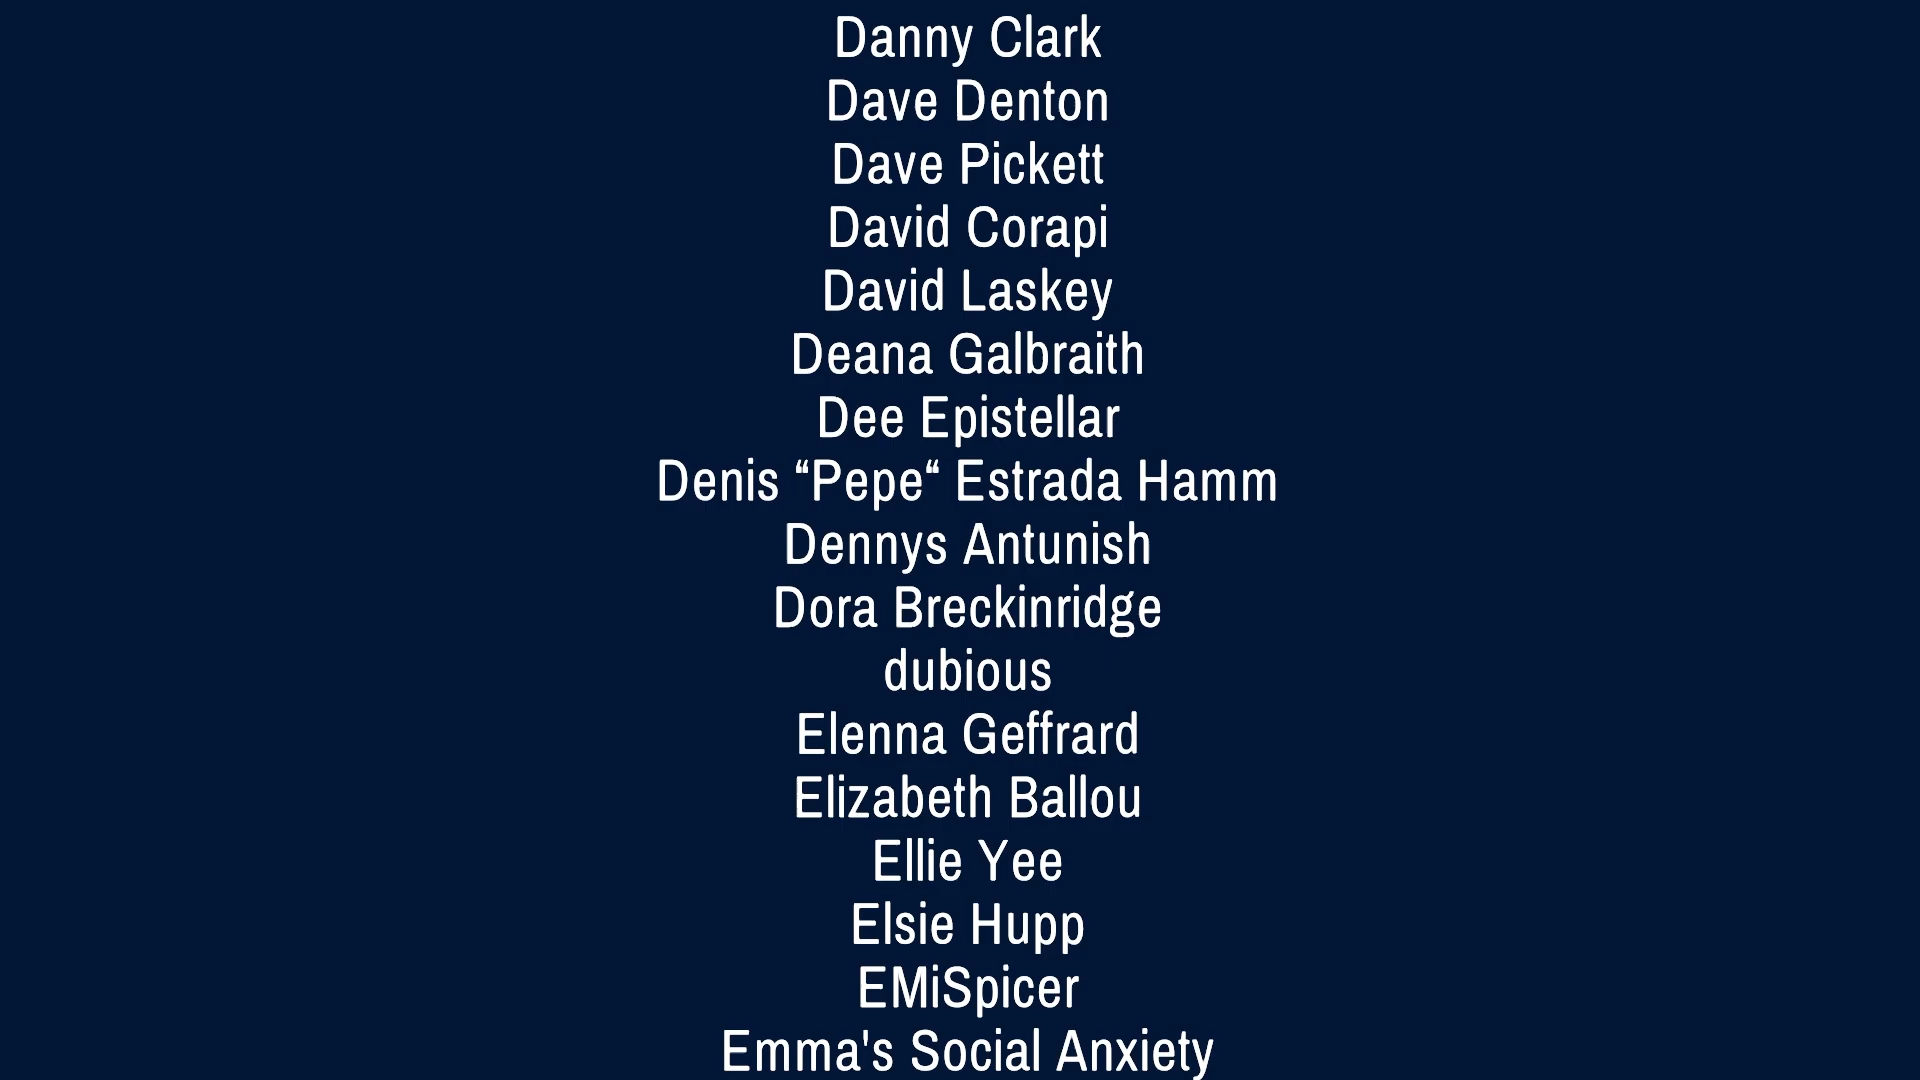 Danny Clark
Dave Denton
Dave Pickett
David Corapi
David Laskey
Deana Galbraith
Dee Epistellar
Denis “Pepe“ Estrada Hamm
Dennys Antunish
Dora Breckinridge
dubious
Elenna Geffrard
Elizabeth Ballou
Ellie Yee
Elsie Hupp
EMiSpicer
Emma's Social Anxiety